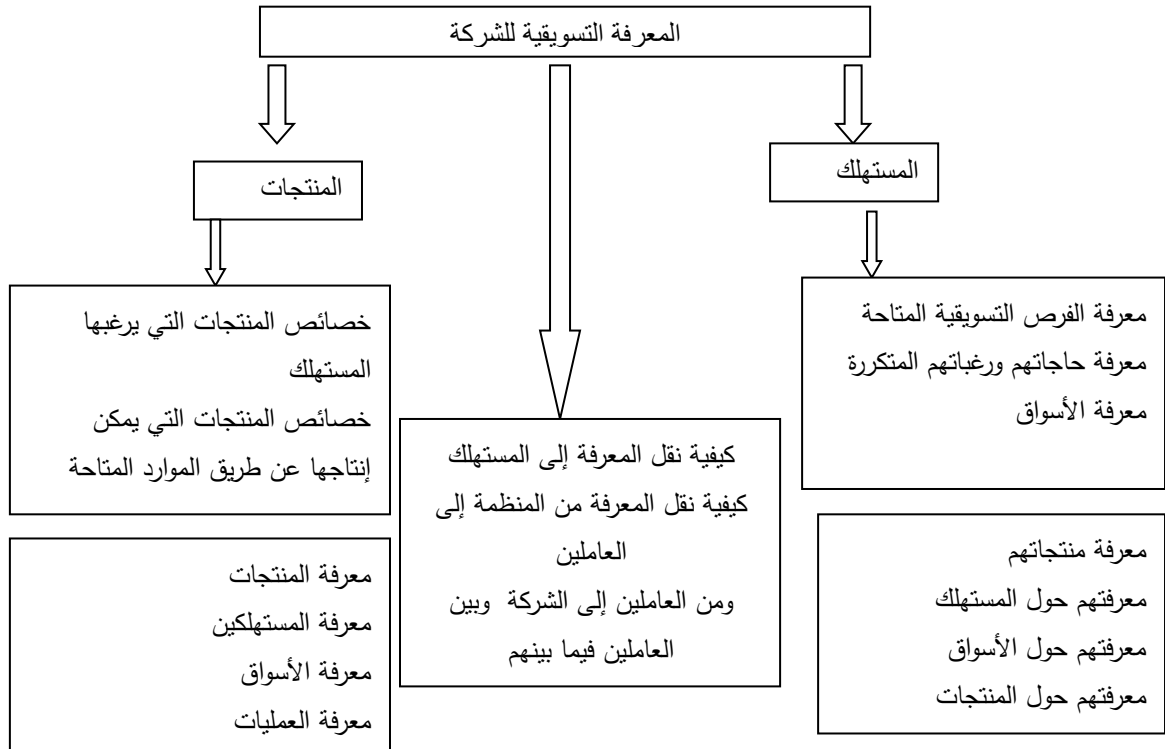 المعرفة التسويقية للشركة
المستهلك
المنتجات
معرفة الفرص التسويقية المتاحة
معرفة حاجاتهم ورغباتهم المتكررة
معرفة الأسواق
خصائص المنتجات التي يرغبها
المستهلك
خصائص المنتجات التي يمكن
إنتاجها عن طريق الموارد المتاحة
كيفية نقل المعرفة إلى المستهلك
كيفية نقل المعرفة من المنظمة إلى
العاملين
ومن العاملين إلى الشركة وبين
العاملين فيما بينهم
معرفة منتجاتهم
معرفتهم حول المستهلك
معرفتهم حول الأسواق
معرفتهم حول المنتجات
معرفة المنتجات
معرفة المستهلكين
معرفة الأسواق
معرفة العمليات